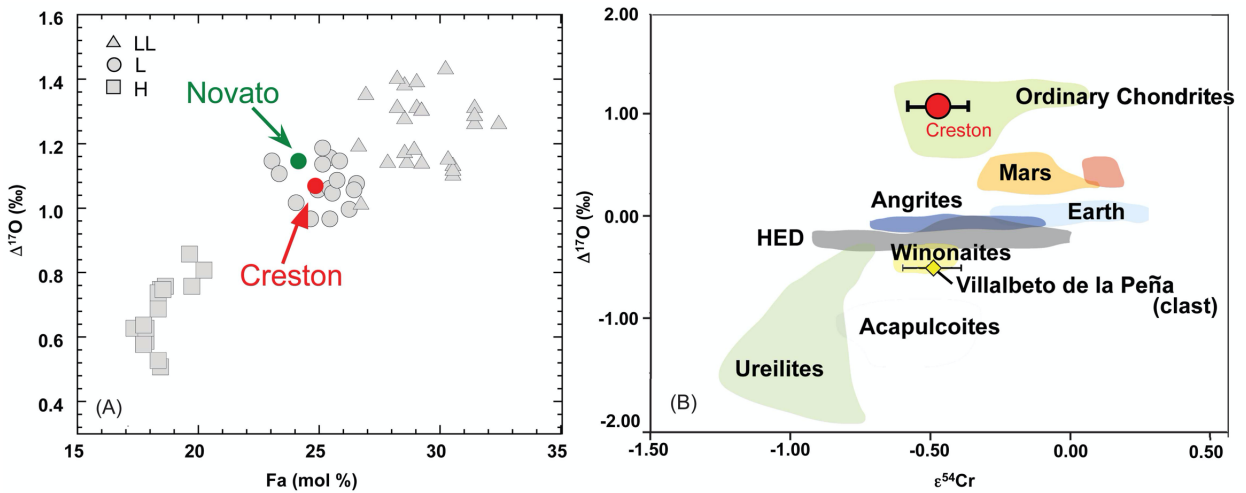 1.6
1.4
1.2
1.0
0.8
0.6
0.4
Δ17O (‰)
LL
L
H
Novato
Creston
(A)
15
20
25
30
35
Fa (mol %)
2.00
1.00
0.00
-1.00
-2.00
Δ17O (‰)
Ordinary Chondrites
Creston
Mars
Angrites
Earth
HED
Winonaites
Villalbeto de la Peña
(clast)
Acapulcoites
Ureilites
(B)
-1.50
-1.00
-0.50
0.00
0.50
ε54Cr